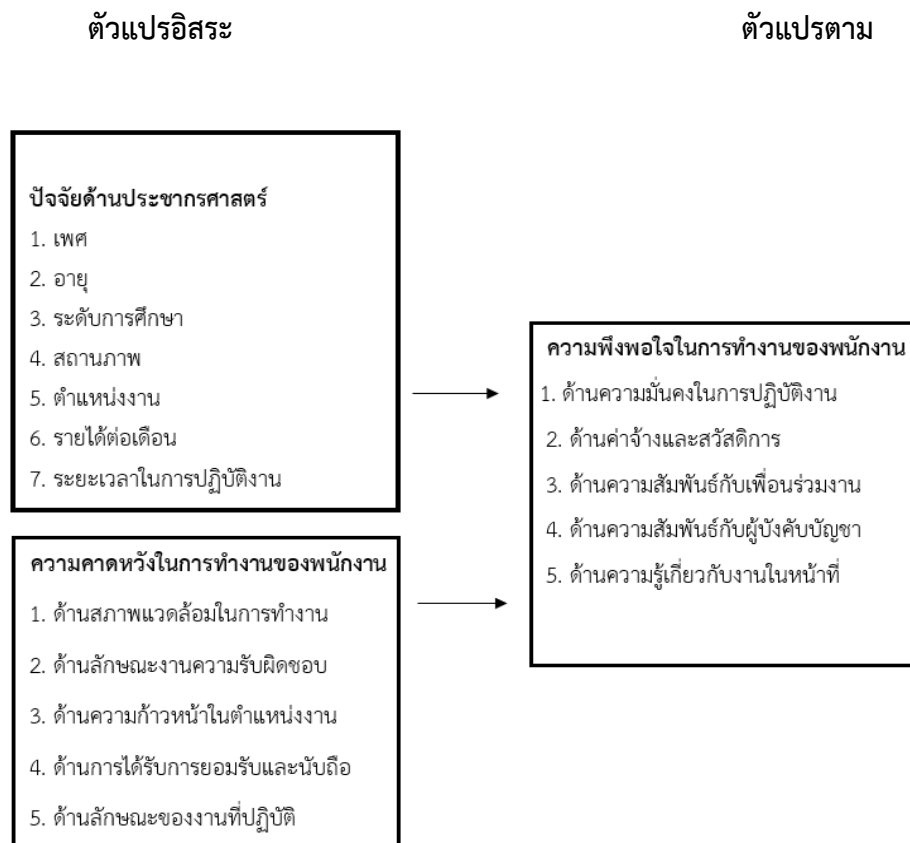 ตัวแปรอิสระ
ตัวแปรตาม
ปัจจัยด้านประชากรศาสตร์
1. เพศ
2. อายุ
3. ระดับการศึกษา
4. สถานภาพ
5. ตำแหน่งงาน
6. รายได้ต่อเดือน
7. ระยะเวลาในการปฏิบัติงาน
ความคาดหวังในการทำงานของพนักงาน
1. ด้านสภาพแวดล้อมในการทำงาน
2. ด้านลักษณะงานความรับผิดชอบ
3. ด้านความก้าวหน้าในตำแหน่งงาน
4. ด้านการได้รับการยอมรับและนับถือ
5. ด้านลักษณะของงานที่ปฏิบัติ
ความพึงพอใจในการทำงานของพนักงาน
1. ด้านความมั่นคงในการปฏิบัติงาน
2. ด้านค่าจ้างและสวัสดิการ
3. ด้านความสัมพันธ์กับเพื่อนร่วมงาน
4. ด้านความสัมพันธ์กับผู้บังคับบัญชา
5. ด้านความรู้เกี่ยวกับงานในหน้าที่